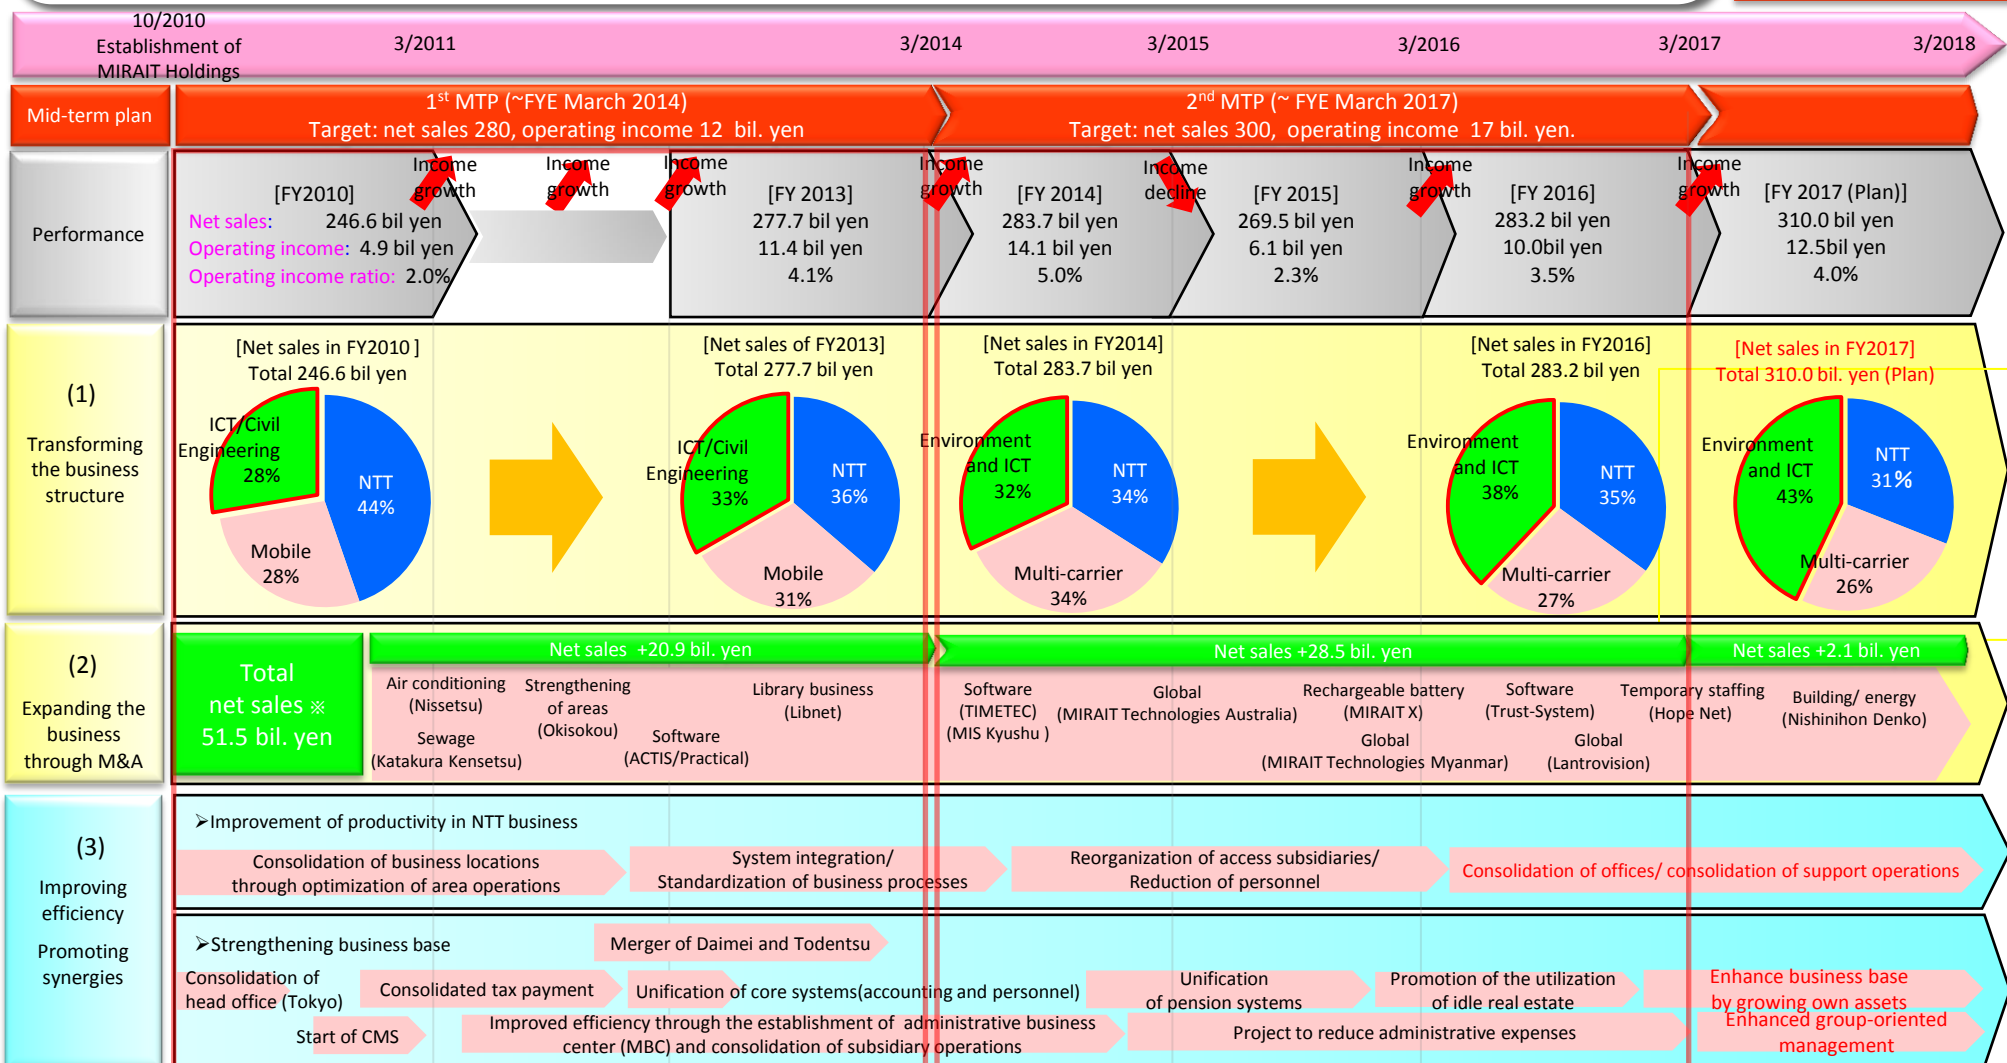 10/2010
Establishment of
MIRAIT Holdings
3/2011
3/2014
3/2015
3/2016
3/2017
3/2018
Mid-term plan
1st MTP (~FYE March 2014)
Target: net sales 280, operating income 12 bil. yen
2nd MTP (~ FYE March 2017)
Target: net sales 300, operating income 17 bil. yen.
Performance
Income
growth
Income
growth
Income
growth
Income
growth
Income
decline
Income
growth
Income
growth
[FY2010]
Net sales: 246.6 bil yen
Operating income: 4.9 bil yen
Operating income ratio: 2.0%
[FY 2013]
277.7 bil yen
11.4 bil yen
4.1%
[FY 2014]
283.7 bil yen
14.1 bil yen
5.0%
[FY 2015]
269.5 bil yen
6.1 bil yen
2.3%
[FY 2016]
283.2 bil yen
10.0bil yen
3.5%
[FY 2017 (Plan)]
310.0 bil yen
12.5bil yen
4.0%
(1)
Transforming
the business
structure
[Net sales in FY2010 ]
Total 246.6 bil yen
ICT/Civil
Engineering
28%
NTT
44%
Mobile
28%
[Net sales of FY2013]
Total 277.7 bil yen
ICT/Civil
Engineering
33%
NTT
36%
Mobile
31%
[Net sales in FY2014]
Total 283.7 bil yen
Environment
and ICT
32%
NTT
34%
Multi-carrier
34%
[Net sales in FY2016]
Total 283.2 bil yen
Environment
and ICT
38%
NTT
35%
Multi-carrier
27%
[Net sales in FY2017]
Total 310.0 bil. yen (Plan)
Environment
and ICT
43%
NTT
31%
Multi-carrier
26%
(2)
Expanding the
business
through M&A
Total
net sales ※
51.5 bil. yen
Net sales +20.9 bil. yen
Net sales +28.5 bil. yen
Net sales +2.1 bil. yen
Air conditioning
(Nissetsu)
Sewage
(Katakura Kensetsu)
Strengthening
of areas
(Okisokou)
Software
(ACTIS/Practical)
Library business
(Libnet)
Software
(TIMETEC)
(MIS Kyushu )
Global
(MIRAIT Technologies Australia)
Rechargeable battery
(MIRAIT X)
Global
(MIRAIT Technologies Myanmar)
Software
(Trust-System)
Global
(Lantrovision)
Temporary staffing
(Hope Net)
Building/ energy
(Nishinihon Denko)
(3)
Improving
efficiency
Promoting
synergies
➢Improvement of productivity in NTT business
Consolidation of business locations
through optimization of area operations
System integration/
Standardization of business processes
Reorganization of access subsidiaries/
Reduction of personnel
Consolidation of offices/ consolidation of support operations
➢Strengthening business base
Merger of Daimei and Todentsu
Consolidation of
head office (Tokyo)
Consolidated tax payment
Unification of core systems(accounting and personnel)
Unification
of pension systems
Promotion of the utilization
of idle real estate
Enhance business base
by growing own assets
Start of CMS
Improved efficiency through the establishment of administrative business
center (MBC) and consolidation of subsidiary operations
Project to reduce administrative expenses
Enhanced group-oriented
management